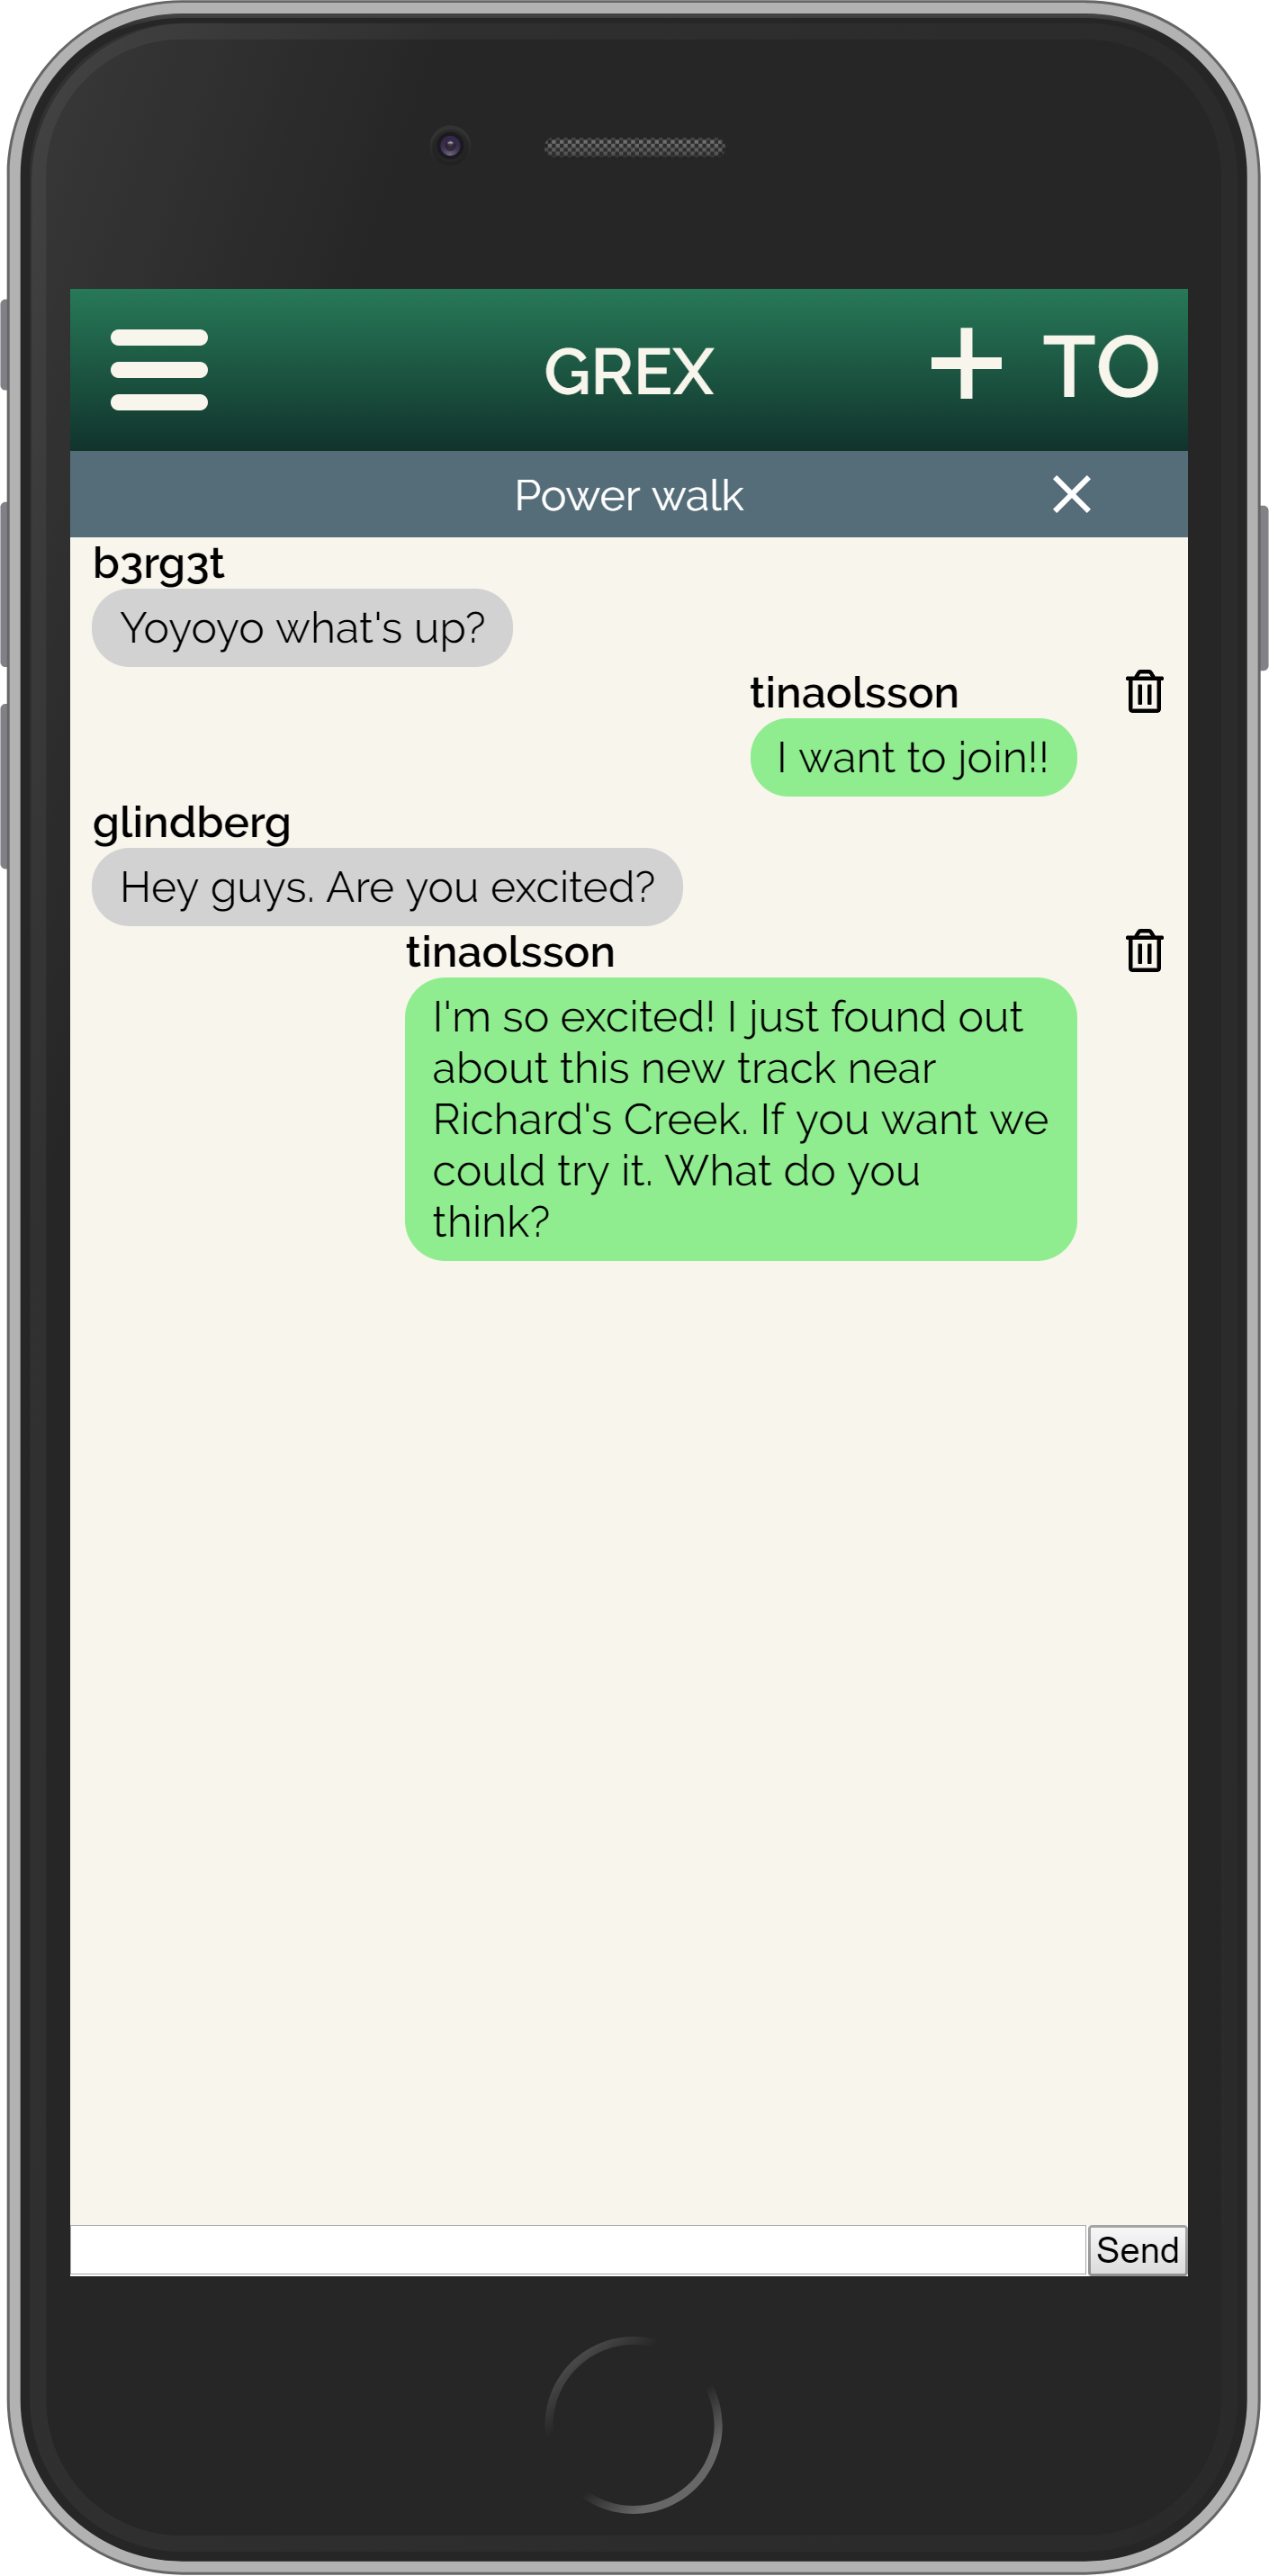 GREX
TO
Power walk
b3rg3t
Yoyoyo what's up?
tinaolsson
I want to join!!
glindberg
Hey guys. Are you excited?
tinaolsson
I'm so excited! I just found out
about this new track near
Richard's Creek. If you want we
could try it. What do you
think?
Send